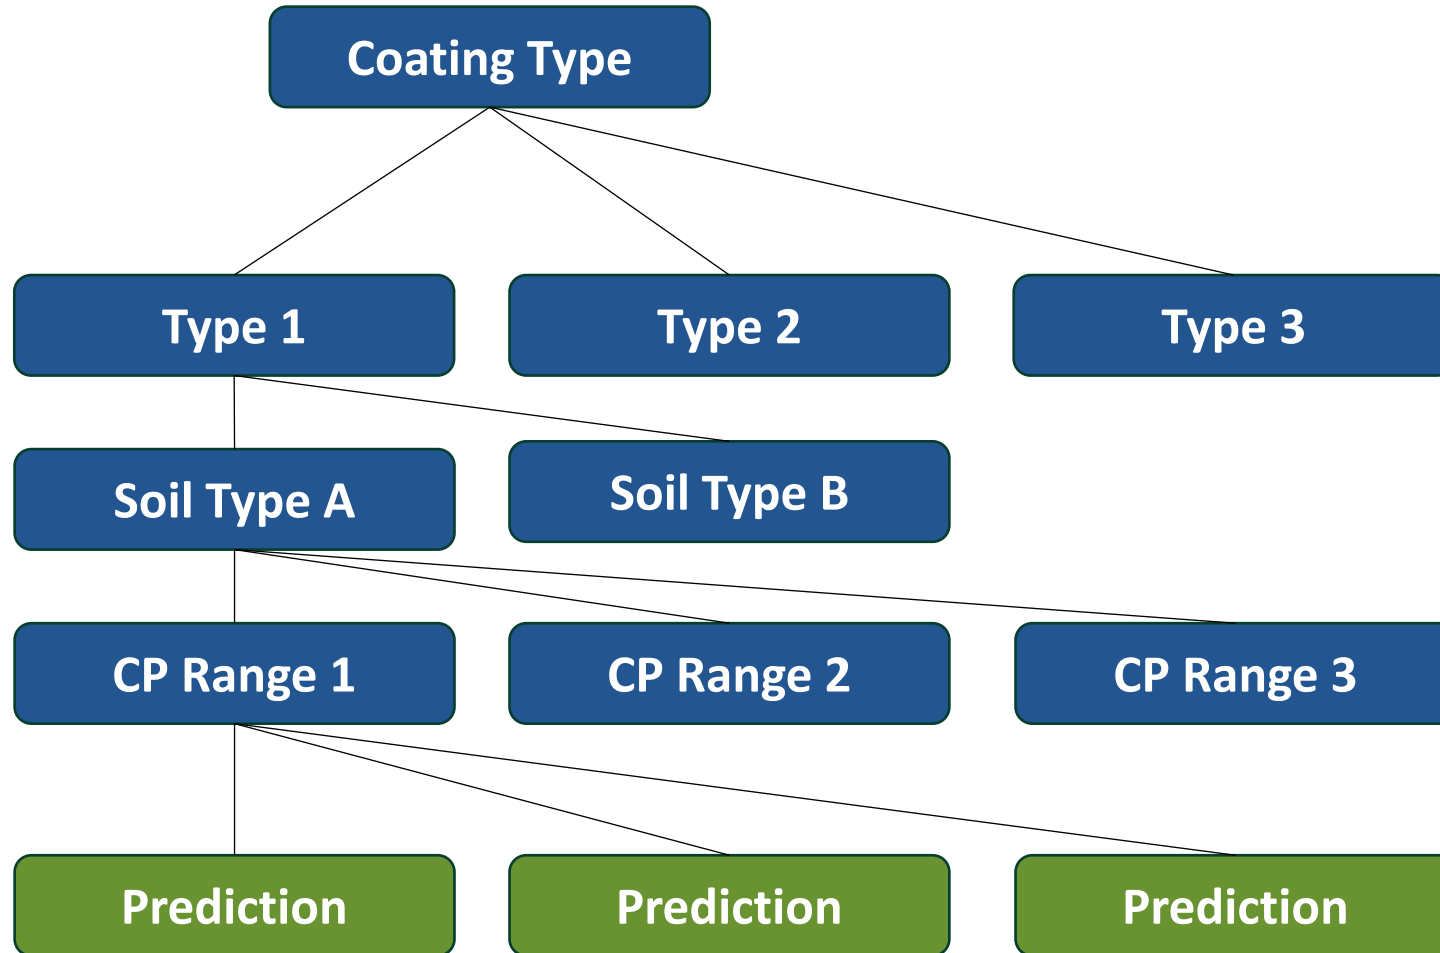 Coating Type
Type 1
Type 2
Type 3
Soil Type A
Soil Type B
CP Range 1
CP Range 2
CP Range 3
Prediction
Prediction
Prediction